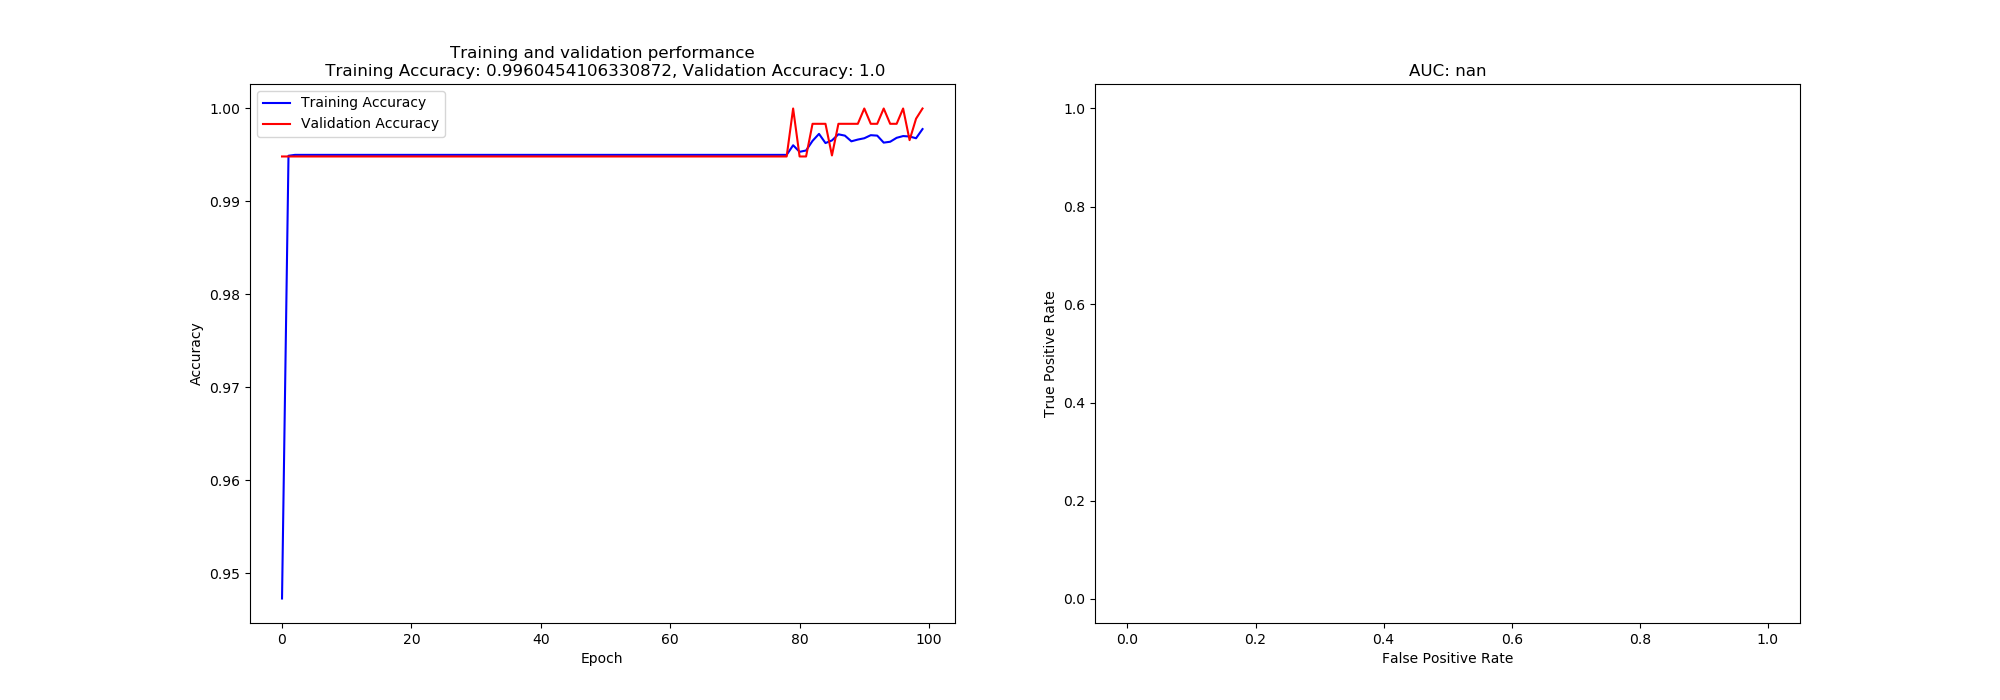 Training and validation performance
Training Accuracy: 0.9960454106330872, Validation Accuracy: 1.0
Training Accuracy
Validation Accuracy
1.00
0.99
0.98
0.97
0.96
0.95
Accuracy
0
20
40
60
80
100
Epoch
AUC: nan
1.0
0.8
0.6
0.4
0.2
0.0
True Positive Rate
0.0
0.2
0.4
0.6
0.8
1.0
False Positive Rate